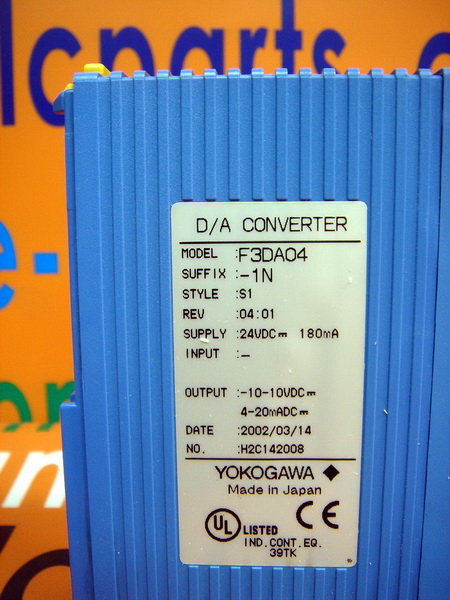 lcparts.c
D/A CONVERTER
MODEL :F3DA04
SUFFIX :-1N
STYLE :S1
REV :04:01
SUPPLY :24VDC⎓ 180mA
INPUT :-
OUTPUT :-10-10VDC⎓
4-20mADC⎓
DATE :2002/03/14
NO. :H2C142008
YOKOGAWA ◆
Made in Japan
UL LISTED CE
IND.CONT.EQ.
39TK